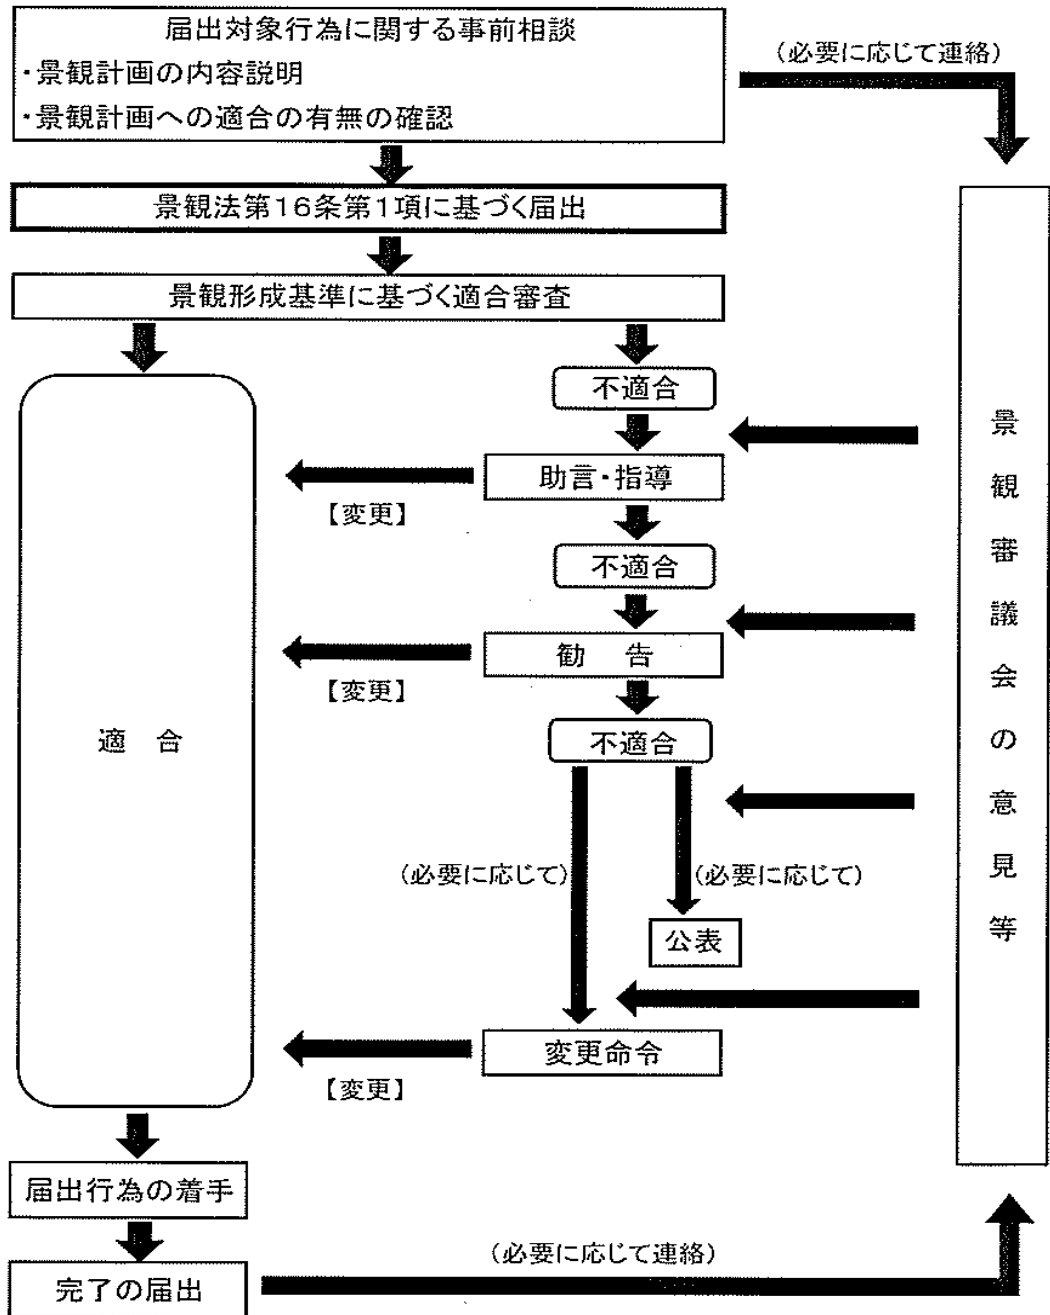 届出対象行為に関する事前相談
・景観計画の内容説明
・景観計画への適合の有無の確認
(必要に応じて連絡)
景観法第16条第1項に基づく届出
景観形成基準に基づく適合審査
不適合
助言・指導
【変更】
不適合
勧 告
【変更】
不適合
適 合
(必要に応じて)
(必要に応じて)
公表
変更命令
【変更】
景観審議会の意見等
届出行為の着手
(必要に応じて連絡)
完了の届出